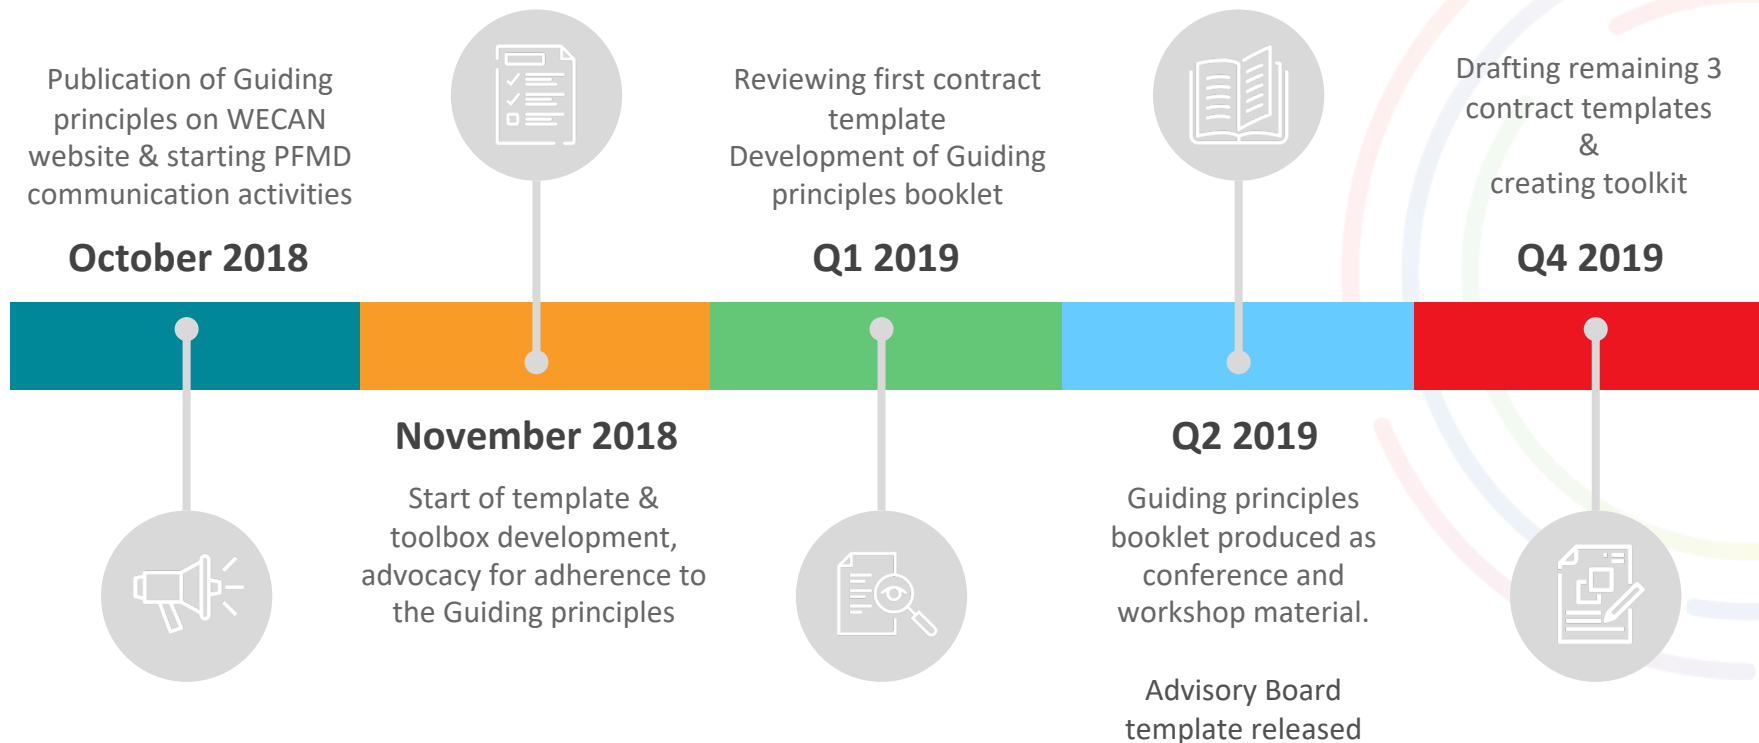 Publication of Guiding
principles on WECAN
website & starting PFMD
communication activities
October 2018
November 2018
Start of template &
toolbox development,
advocacy for adherence to
the Guiding principles
Reviewing first contract
template
Development of Guiding
principles booklet
Q1 2019
Q2 2019
Guiding principles
booklet produced as
conference and
workshop material.
Advisory Board
template released
Drafting remaining 3
contract templates
&
creating toolkit
Q4 2019